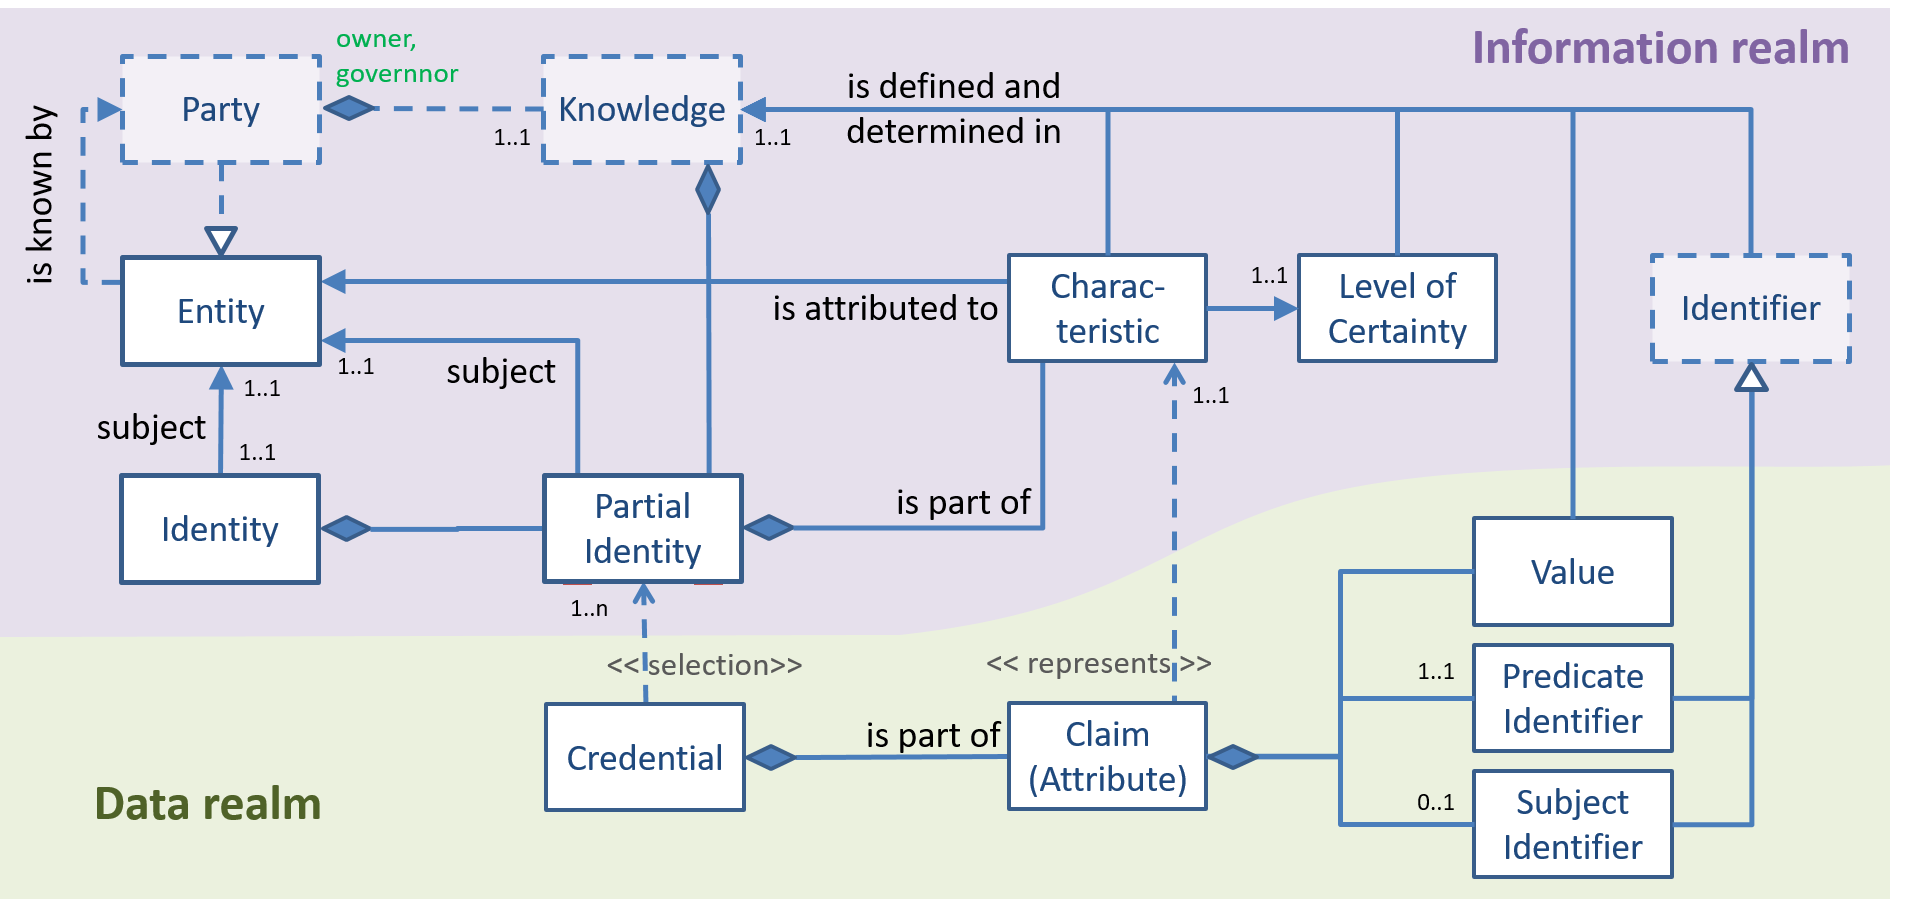 Information realm
owner,
governnor
Party
Knowledge
is defined and
determined in
1..1
1..1
is known by
Entity
is attributed to
Charac-
teristic
1..1
Level of
Certainty
Identifier
1..1
subject
1..1
1..1
subject
1..1
Identity
Partial
Identity
is part of
Value
1..n
<< selection>>
<< represents >>
1..1
Predicate
Identifier
Credential
is part of
Claim
(Attribute)
0..1
Subject
Identifier
Data realm